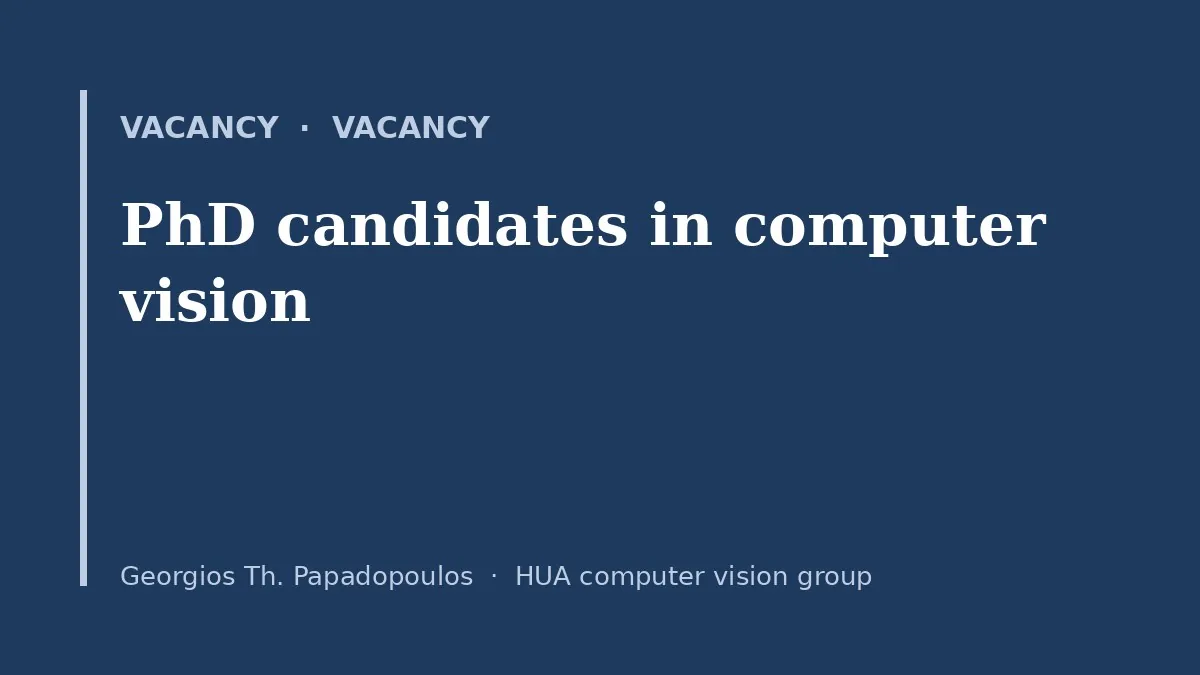 VACANCY · VACANCY
PhD candidates in computer
vision
Georgios Th. Papadopoulos · HUA computer vision group